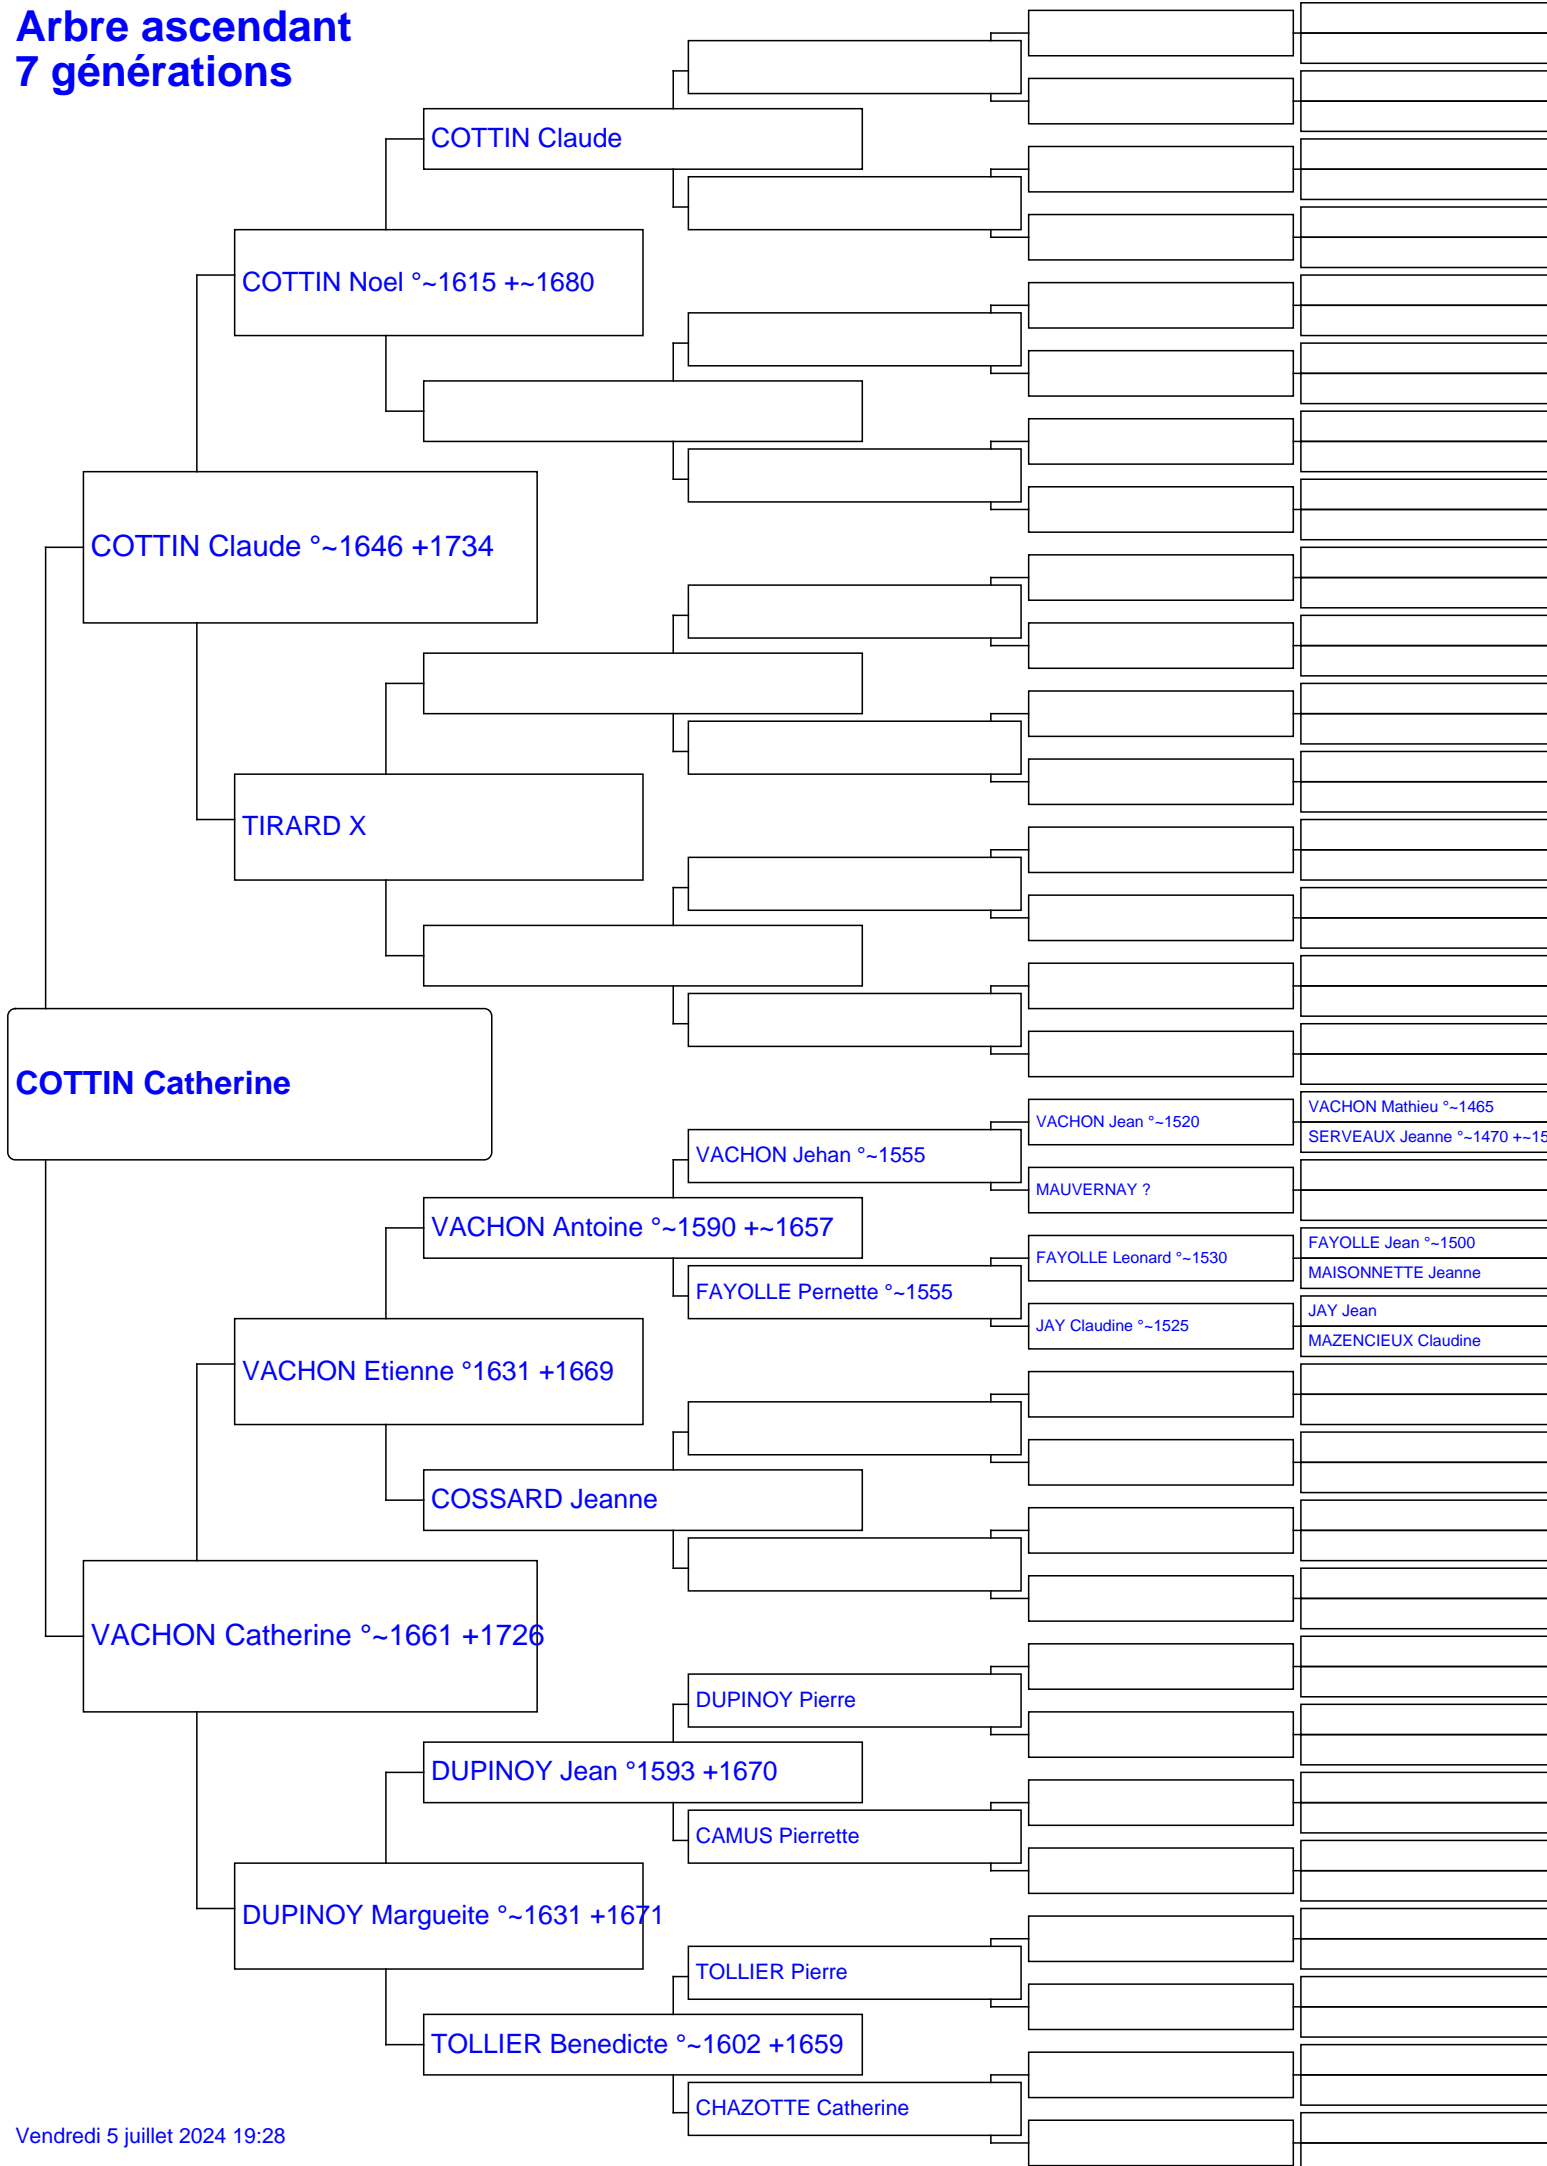 Arbre ascendant
7 générations
COTTIN Claude
COTTIN Noel °~1615 +~1680
COTTIN Claude °~1646 +1734
TIRARD X
COTTIN Catherine
VACHON Mathieu °~1465
VACHON Jean °~1520
SERVEAUX Jeanne °~1470 +~15
VACHON Jehan °~1555
MAUVERNAY ?
VACHON Antoine °~1590 +~1657
FAYOLLE Jean °~1500
FAYOLLE Leonard °~1530
MAISONNETTE Jeanne
FAYOLLE Pernette °~1555
JAY Jean
JAY Claudine °~1525
MAZENCIEUX Claudine
VACHON Etienne °1631 +1669
COSSARD Jeanne
VACHON Catherine °~1661 +1726
DUPINOY Pierre
DUPINOY Jean °1593 +1670
CAMUS Pierrette
DUPINOY Margueite °~1631 +1671
TOLLIER Pierre
TOLLIER Benedicte °~1602 +1659
CHAZOTTE Catherine
Vendredi 5 juillet 2024 19:28